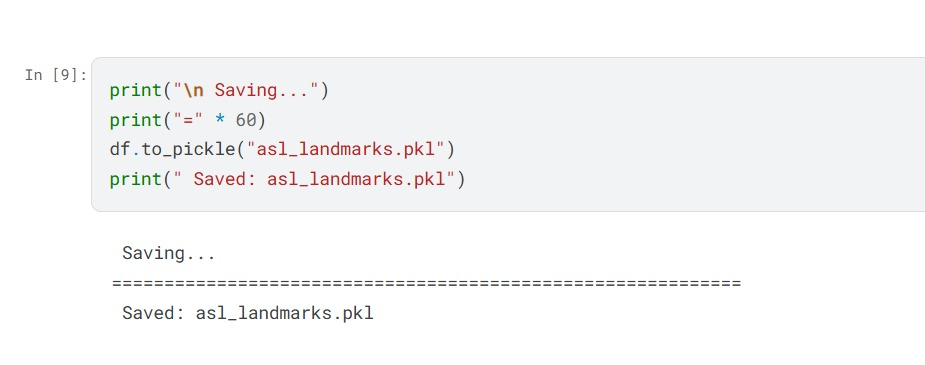 In [9]:
print("\n Saving...")
print("=" * 60)
df.to_pickle("asl_landmarks.pkl")
print(" Saved: asl_landmarks.pkl")
Saving...
============================================================
Saved: asl_landmarks.pkl